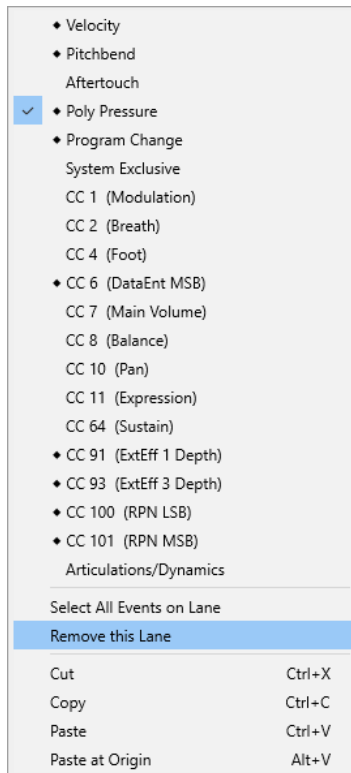 Velocity
Pitchbend
Aftertouch
Poly Pressure
Program Change
System Exclusive
CC 1 (Modulation)
CC 2 (Breath)
CC 4 (Foot)
CC 6 (DataEnt MSB)
CC 7 (Main Volume)
CC 8 (Balance)
CC 10 (Pan)
CC 11 (Expression)
CC 64 (Sustain)
CC 91 (ExtEff 1 Depth)
CC 93 (ExtEff 3 Depth)
CC 100 (RPN LSB)
CC 101 (RPN MSB)
Articulations/Dynamics
Select All Events on Lane
Remove this Lane
Cut Ctrl+X
Copy Ctrl+C
Paste Ctrl+V
Paste at Origin Alt+V